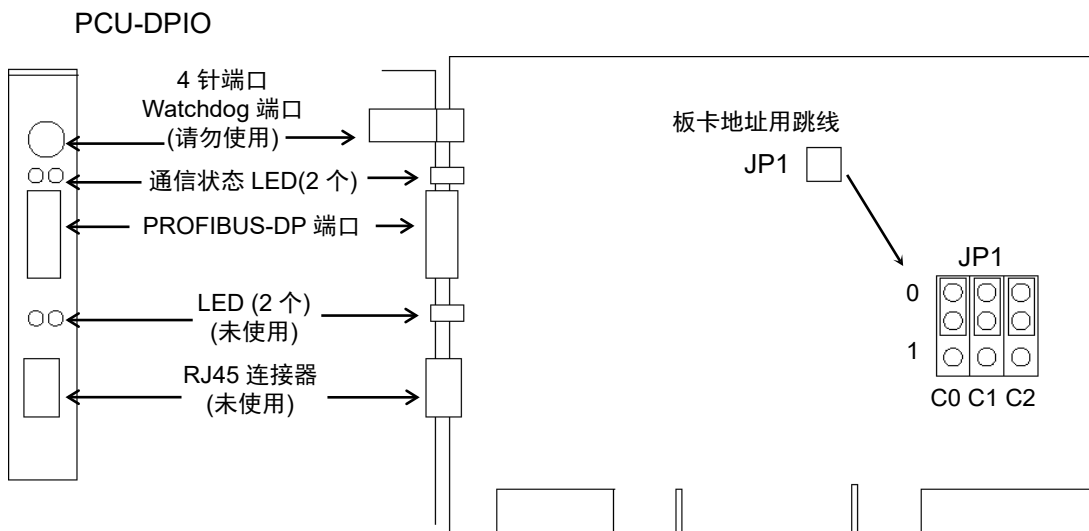 PCU-DPIO
4 针端口
Watchdog 端口
(请勿使用)
通信状态 LED(2 个)
PROFIBUS-DP 端口
LED (2 个)
(未使用)
RJ45 连接器
(未使用)
板卡地址用跳线
JP1
JP1
0
1
C0 C1 C2